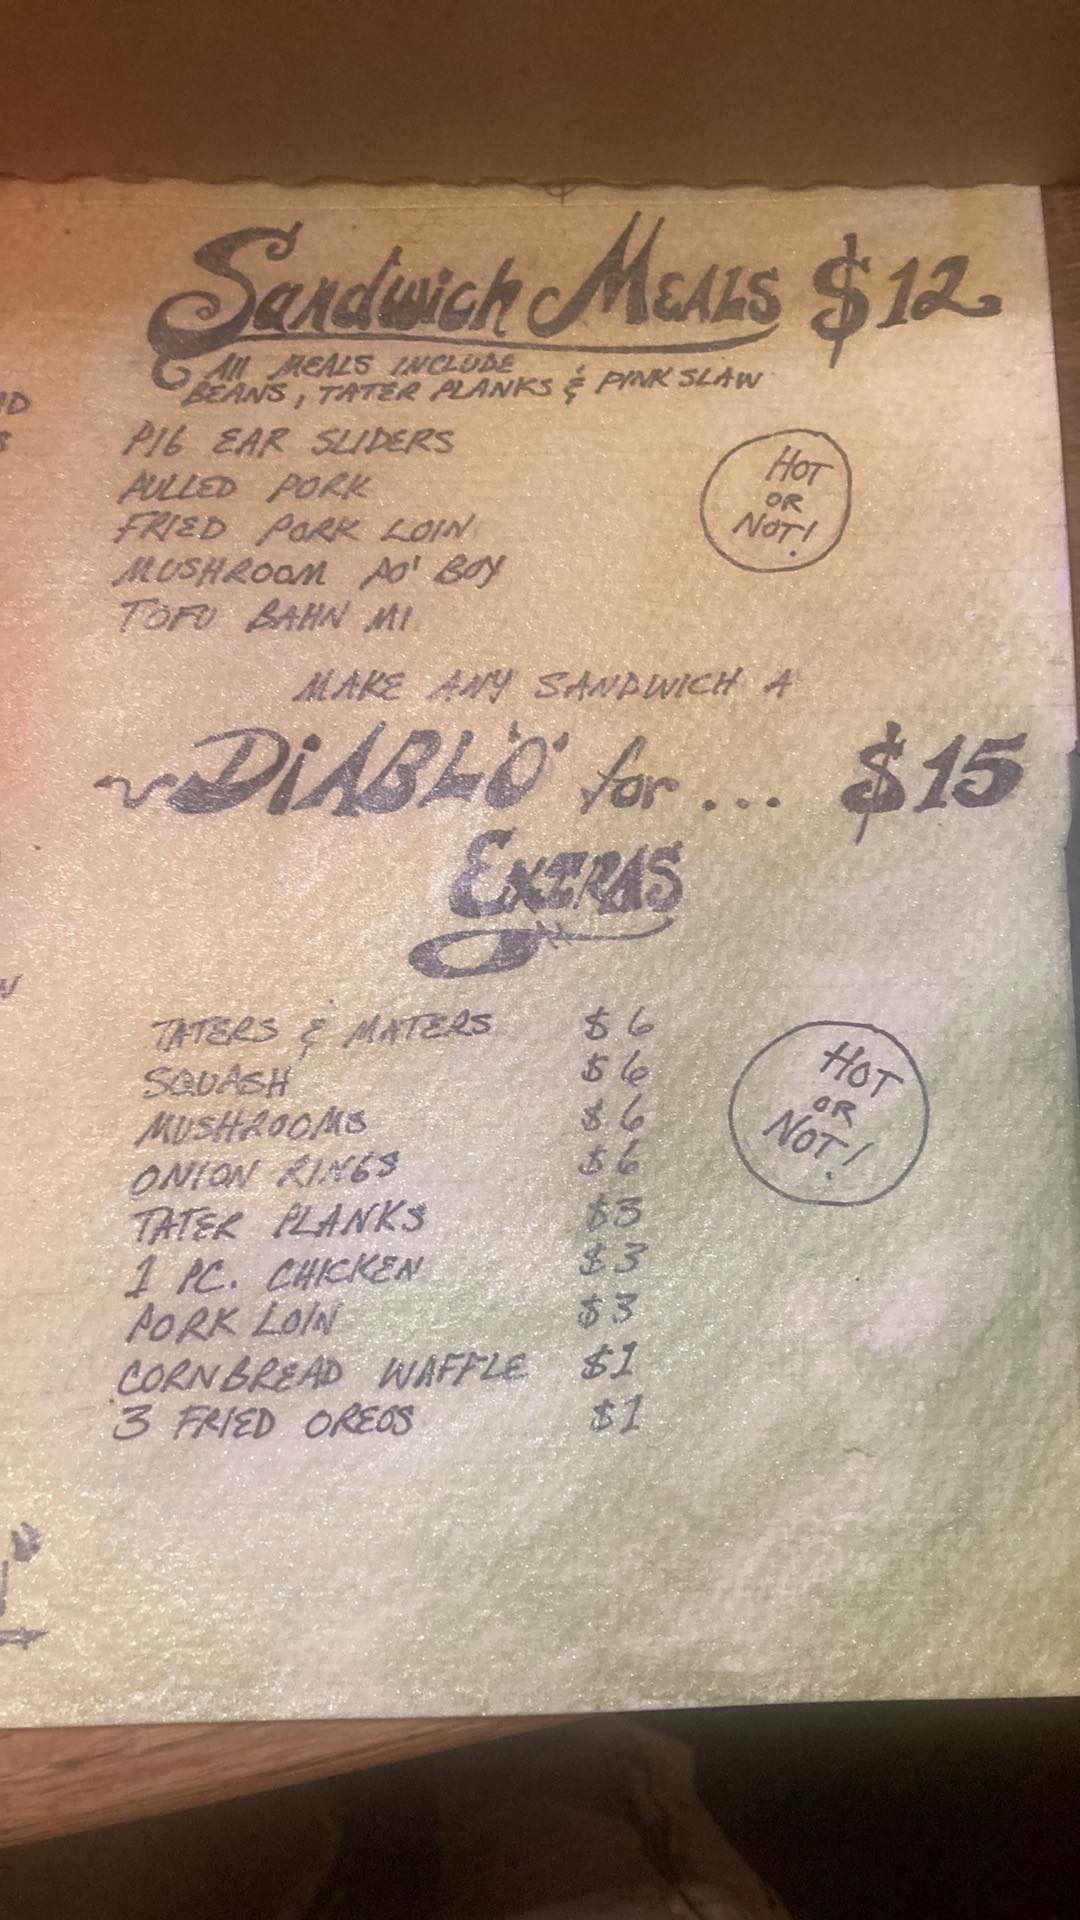 Sandwich MEALS $12
All MEALS INCLUDE
BEANS, TATER PLANKS & PINK SLAW
PIG EAR SLIDERS
PULLED PORK
FRIED PORK LOIN
MUSHROOM PO' BOY
TOFU BAHN MI
HOT
OR
NOT!
MAKE ANY SANDWICH A
~DiABL'O' for... $15
EXTRAS
TATERS & MATERS $6
SQUASH $6
MUSHROOMS $6
ONION RINGS $6
TATER PLANKS $3
1 PC. CHICKEN $3
PORK LOIN $3
CORNBREAD WAFFLE $1
3 FRIED OREOS $1
HOT
OR
NOT!